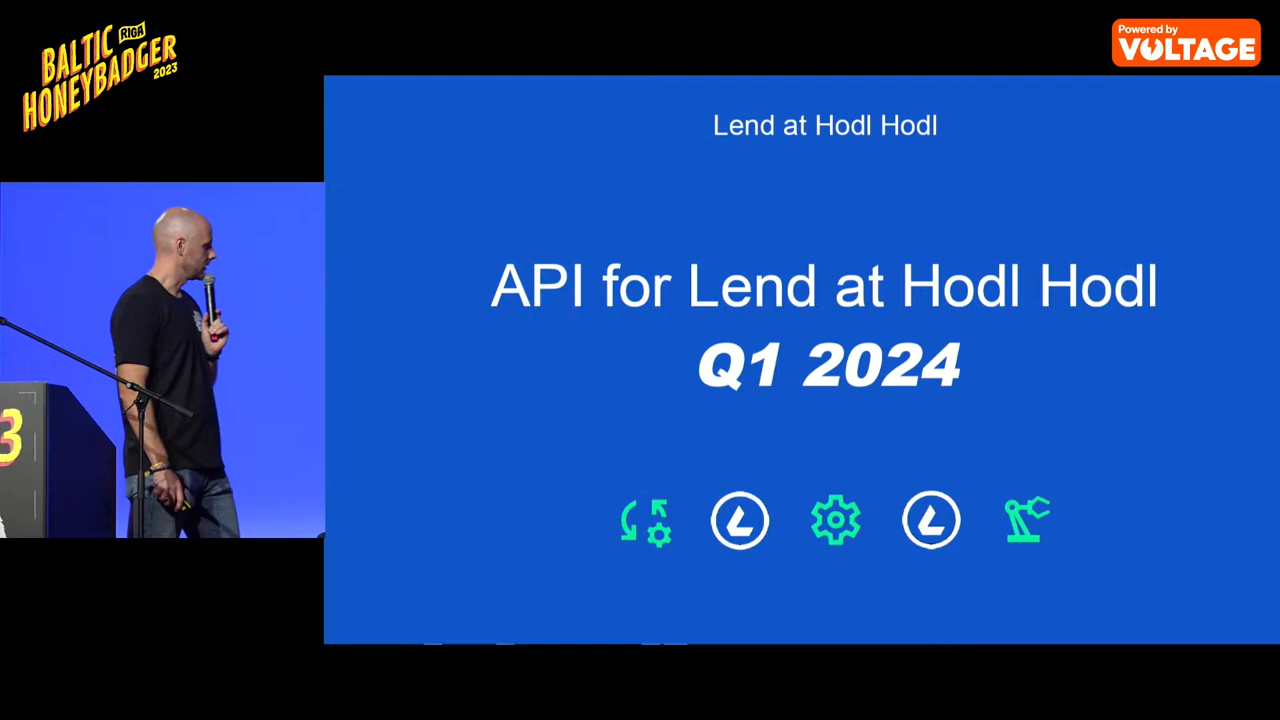 BALTIC
RIGA
HONEYBADGER
2023
Powered by
VOLTAGE
Lend at Hodl Hodl
API for Lend at Hodl Hodl
Q1 2024
3